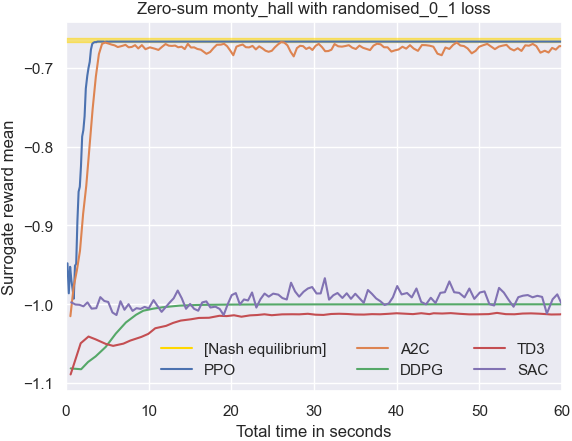 Zero-sum monty_hall with randomised_0_1 loss
Surrogate reward mean
−0.7
−0.8
−0.9
−1.0
−1.1
[Nash equilibrium]
PPO
A2C
DDPG
TD3
SAC
0 10 20 30 40 50 60
Total time in seconds